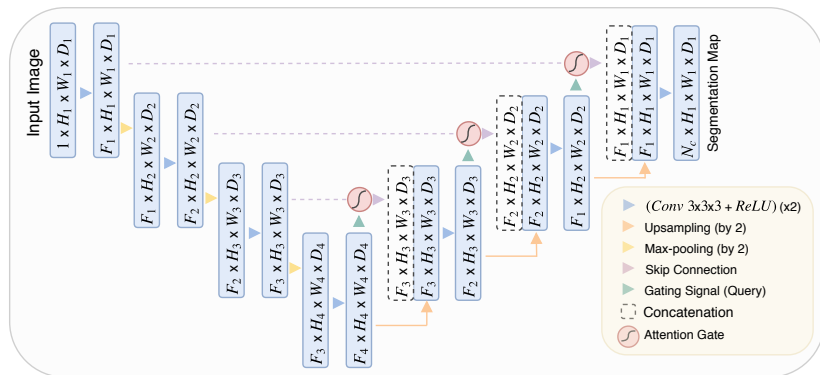 Input Image
1 x H1 x W1 x D1
F1 x H1 x W1 x D1
F1 x H2 x W2 x D2
F2 x H2 x W2 x D2
F2 x H3 x W3 x D3
F3 x H3 x W3 x D3
F3 x H4 x W4 x D4
F4 x H4 x W4 x D4
F3 x H3 x W3 x D3
F3 x H3 x W3 x D3
F2 x H3 x W3 x D3
F2 x H2 x W2 x D2
F2 x H2 x W2 x D2
F1 x H2 x W2 x D2
F1 x H1 x W1 x D1
F1 x H1 x W1 x D1
Nc x H1 x W1 x D1
Segmentation Map
(Conv 3x3x3 + ReLU) (x2)
Upsampling (by 2)
Max-pooling (by 2)
Skip Connection
Gating Signal (Query)
Concatenation
Attention Gate